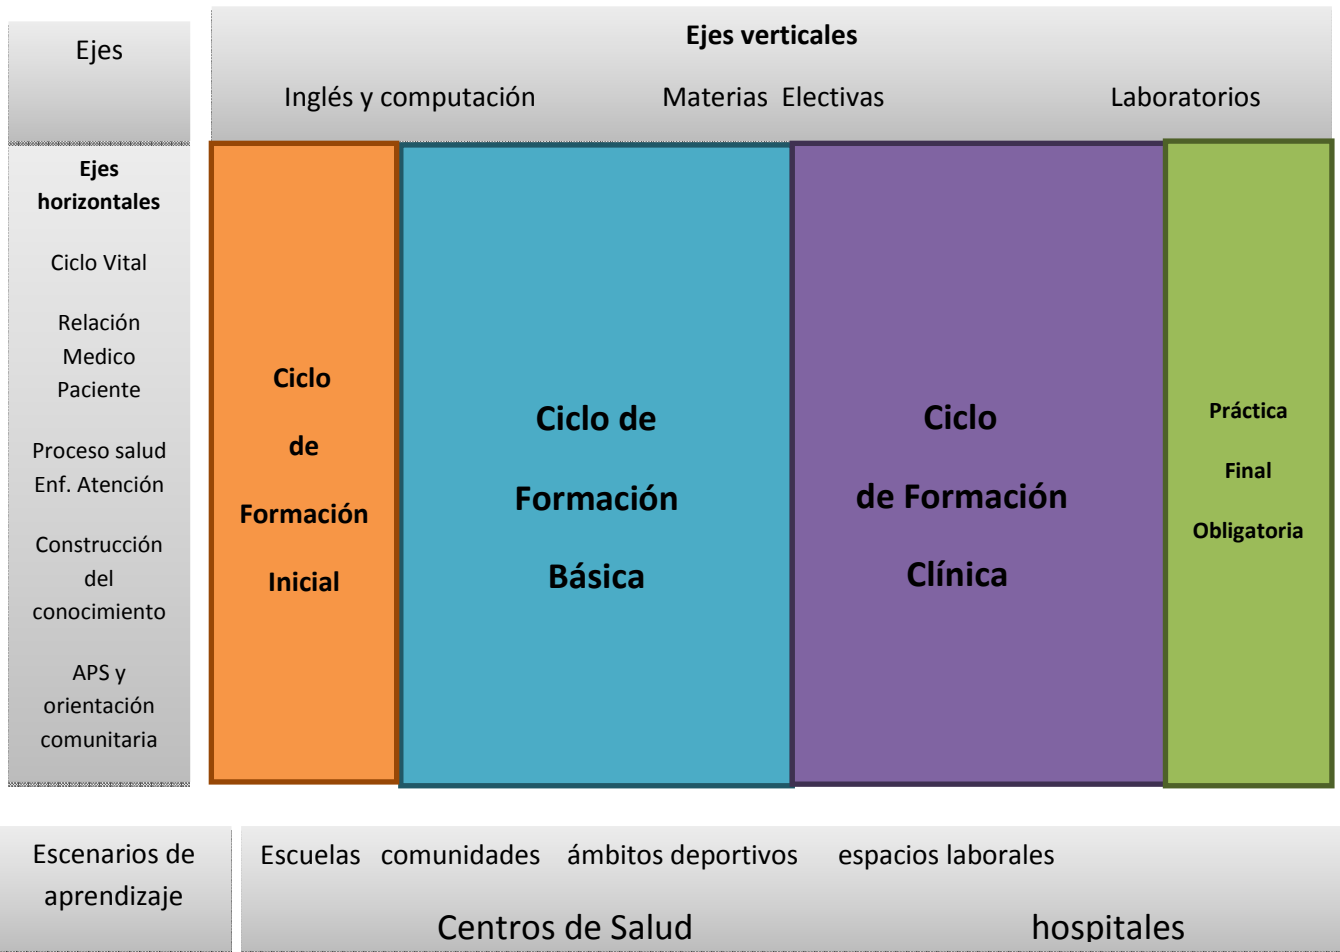 Ejes
Ejes verticales
Inglés y computación Materias Electivas Laboratorios
Ejes
horizontales
Ciclo Vital
Relación
Medico
Paciente
Proceso salud
Enf. Atención
Construcción
del
conocimiento
APS y
orientación
comunitaria
Ciclo
de
Formación
Inicial
Ciclo de
Formación
Básica
Ciclo
de Formación
Clínica
Práctica
Final
Obligatoria
Escenarios de
aprendizaje
Escuelas comunidades ámbitos deportivos espacios laborales
Centros de Salud hospitales